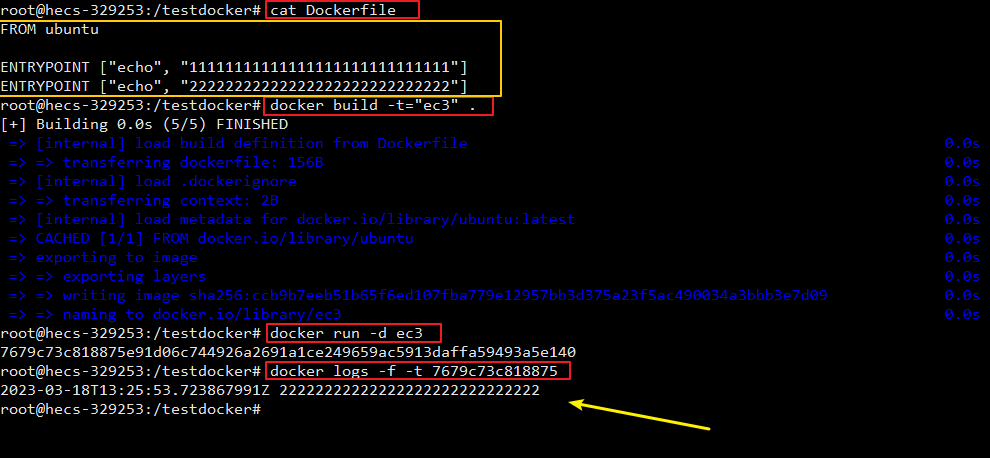 root@hecs-329253:/testdocker# cat Dockerfile
FROM ubuntu
ENTRYPOINT ["echo", "11111111111111111111111111111"]
ENTRYPOINT ["echo", "22222222222222222222222222222"]
root@hecs-329253:/testdocker# docker build -t="ec3" .
[+] Building 0.0s (5/5) FINISHED
=> [internal] load build definition from Dockerfile 0.0s
=> => transferring dockerfile: 156B 0.0s
=> [internal] load .dockerignore 0.0s
=> => transferring context: 2B 0.0s
=> [internal] load metadata for docker.io/library/ubuntu:latest 0.0s
=> CACHED [1/1] FROM docker.io/library/ubuntu 0.0s
=> exporting to image 0.0s
=> => exporting layers 0.0s
=> => writing image sha256:ccb9b7eeb51b65f6ed107fba779e12957bb3d375a23f5ac490034a3bbb3e7d09 0.0s
=> => naming to docker.io/library/ec3 0.0s
root@hecs-329253:/testdocker# docker run -d ec3
7679c73c818875e91d06c744926a2691a1ce249659ac5913daffa59493a5e140
root@hecs-329253:/testdocker# docker logs -f -t 7679c73c818875
2023-03-18T13:25:53.723867991Z 22222222222222222222222222222
root@hecs-329253:/testdocker#